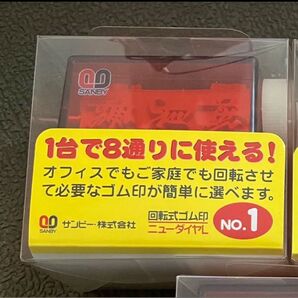 SANBY
1台で8通りに使える!
オフィスでもご家庭でも回転させ
て必要なゴム印が簡単に選べます。
SANBY サンビー・株式会社
回転式ゴム印
ニューダイヤL
NO.1